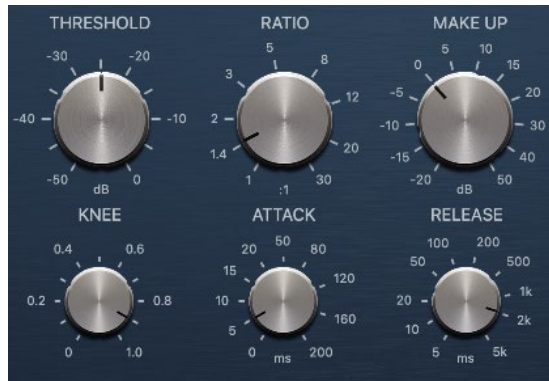 THRESHOLD RATIO MAKE UP
-50 -40 -30 -20 -10 0 dB
1 1.4 2 3 5 8 12 20 30 :1
-20 -15 -10 -5 0 5 10 15 20 30 40 50 dB
KNEE ATTACK RELEASE
0 0.2 0.4 0.6 0.8 1.0
0 5 10 15 20 50 80 120 160 200 ms
5 10 20 50 100 200 500 1k 2k 5k ms